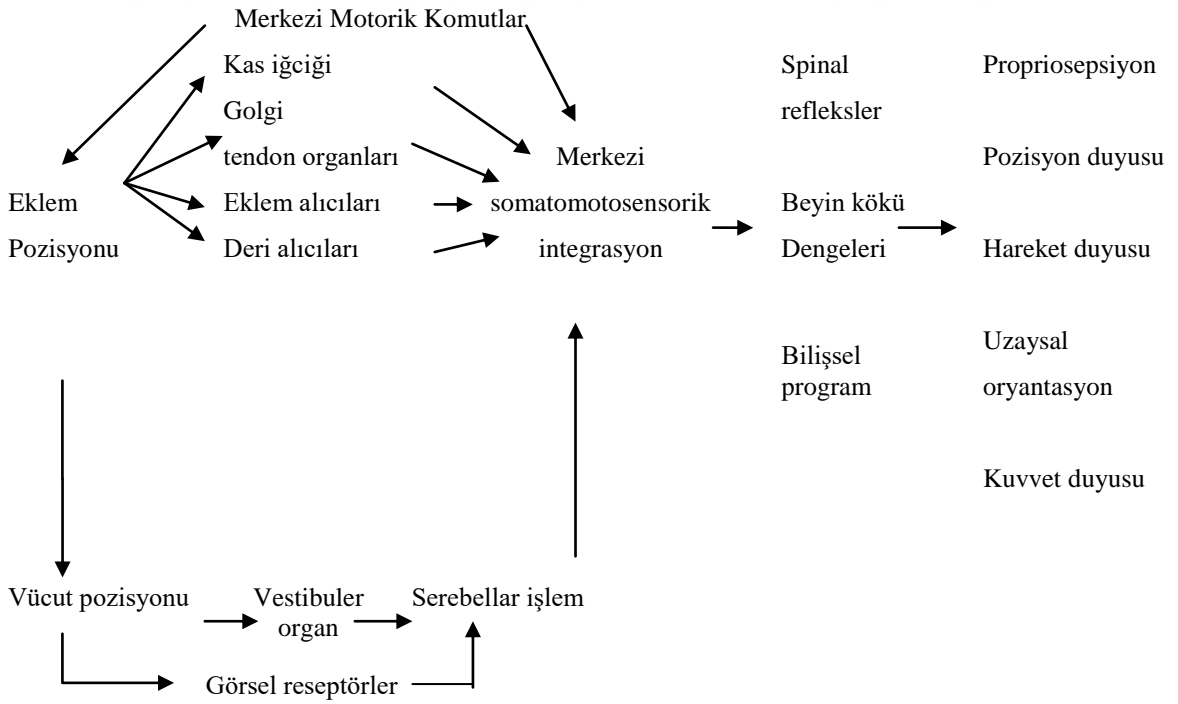 Merkezi Motorik Komutlar
Kas iğciği
Golgi
tendon organları
Eklem alıcıları
Deri alıcıları
Eklem
Pozisyonu
Merkezi
somatomotosensorik
integrasyon
Spinal
refleksler
Beyin kökü
Dengeleri
Bilişsel
program
Propriosepsiyon
Pozisyon duyusu
Hareket duyusu
Uzaysal
oryantasyon
Kuvvet duyusu
Vücut pozisyonu
Vestibuler
organ
Serebellar işlem
Görsel reseptörler